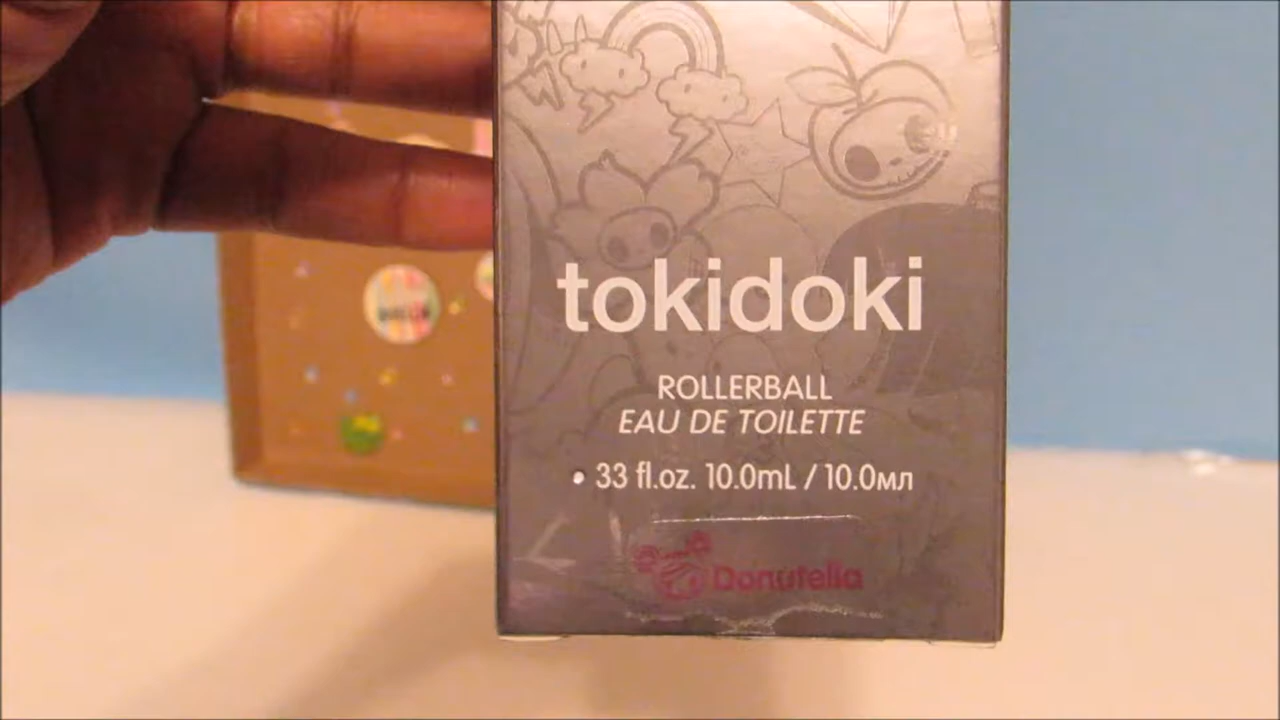 tokidoki
ROLLERBALL
EAU DE TOILETTE
• 33 fl.oz. 10.0mL / 10.0мл
Donutella